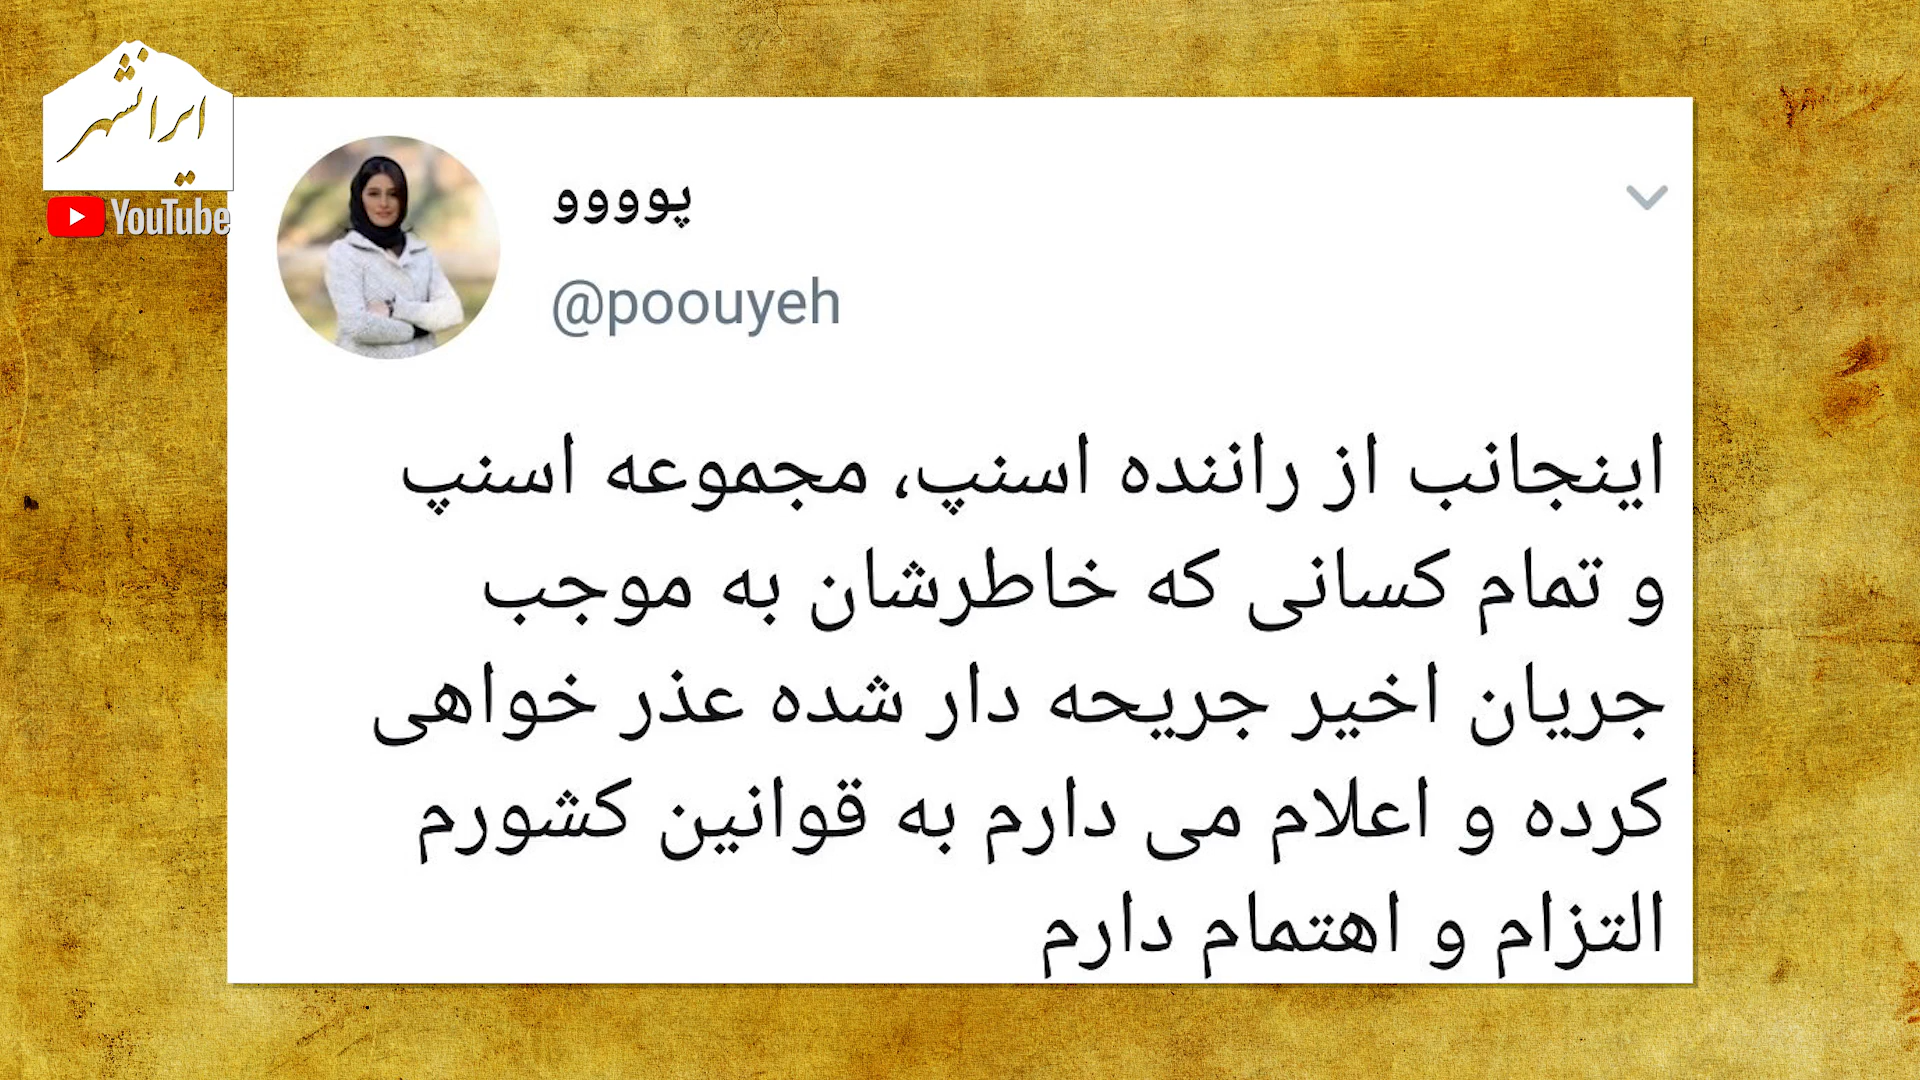 ایرانشهر
YouTube
پوووو
@poouyeh
اینجانب از راننده اسنپ، مجموعه اسنپ
و تمام کسانی که خاطرشان به موجب
جریان اخیر جریحه دار شده عذر خواهی
کرده و اعلام می دارم به قوانین کشورم
التزام و اهتمام دارم